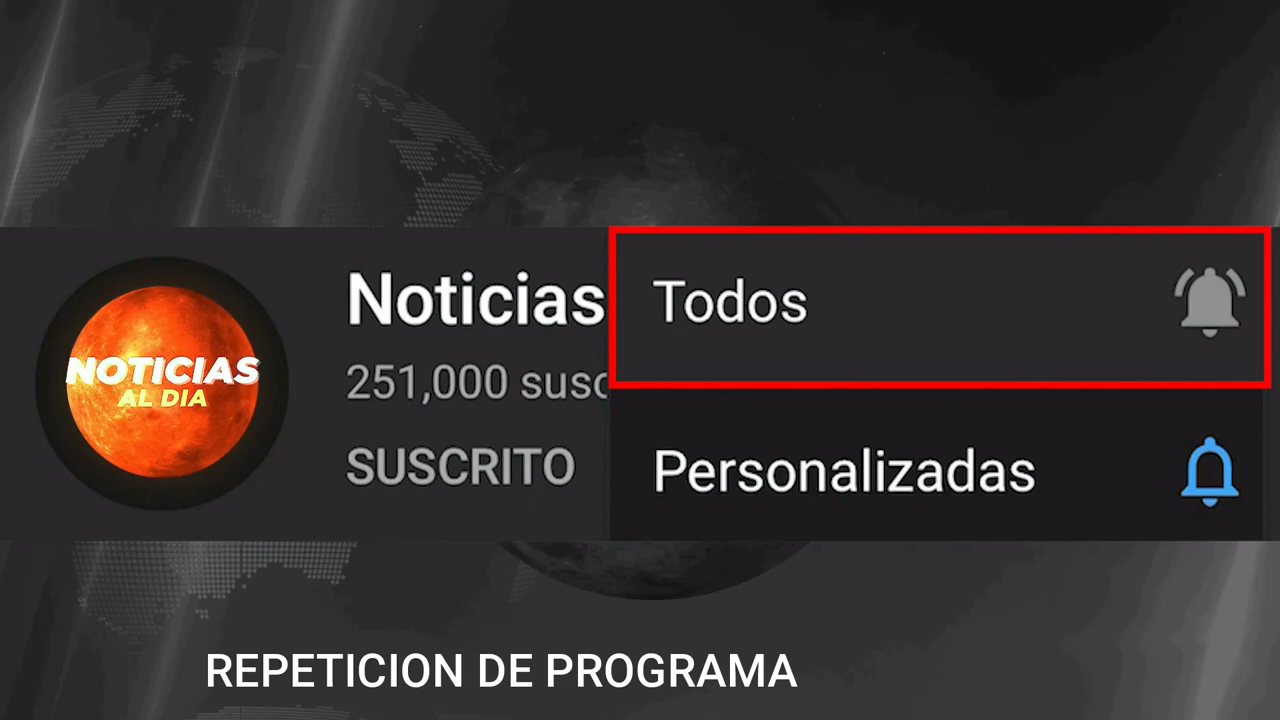 NOTICIAS
AL DIA
Noticias
251,000 susc
SUSCRITO
Todos
Personalizadas
REPETICION DE PROGRAMA